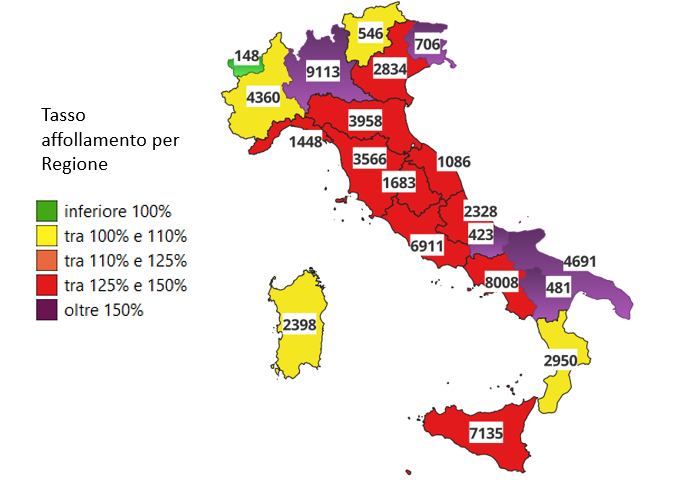 546
148
706
9113
2834
4360
Tasso
affollamento per
Regione
3958
1448
3566
1086
1683
inferiore 100%
2328
tra 100% e 110%
423
6911
tra 110% e 125%
4691
tra 125% e 150%
8008
481
oltre 150%
2398
2950
7135